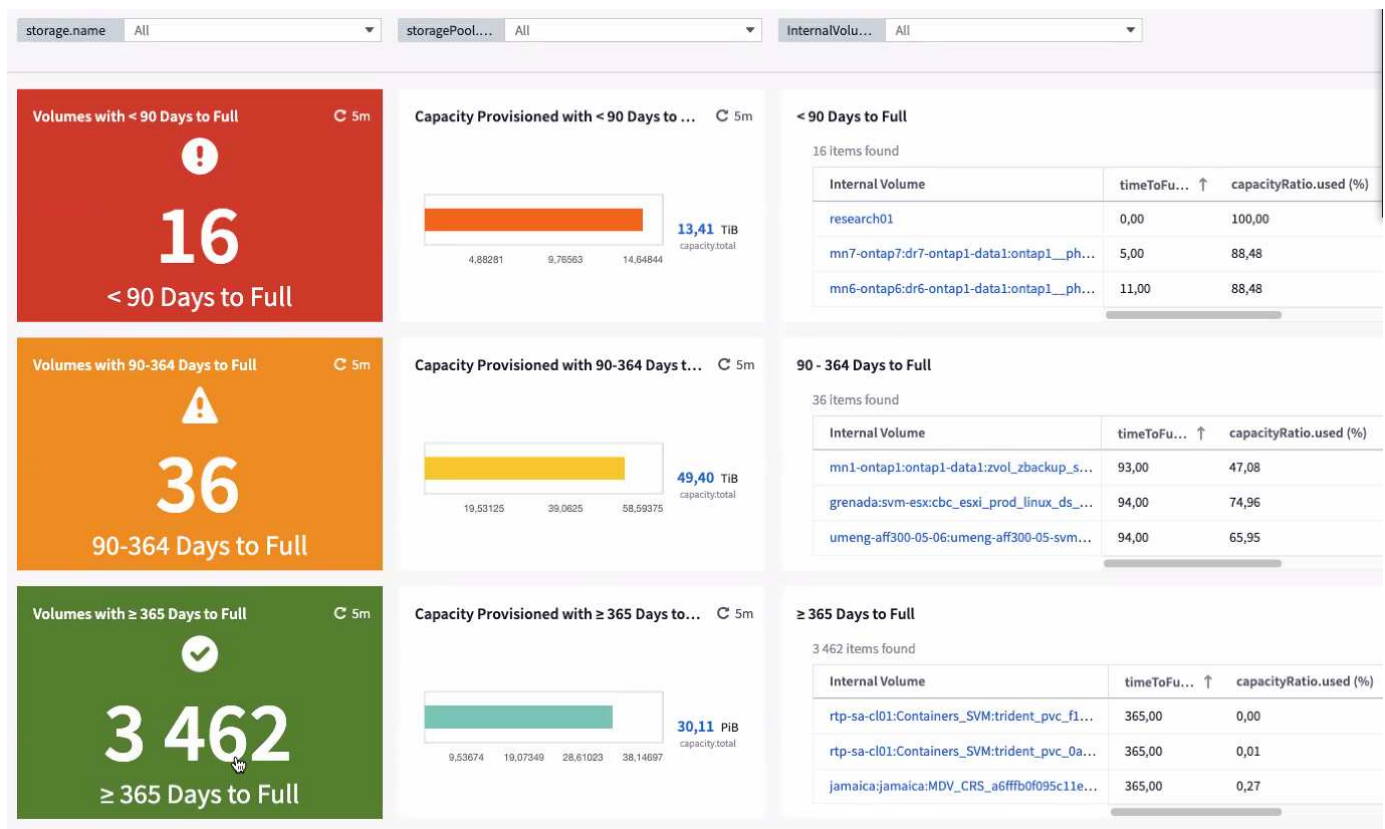 storage.name All storagePool.... All InternalVolu... All
Volumes with < 90 Days to Full 5m
16
< 90 Days to Full
Capacity Provisioned with < 90 Days to ... 5m
13,41 TiB
capacity.total
4,88281 9,76563 14,64844
< 90 Days to Full
16 items found
Internal Volume timeToFu... ↑ capacityRatio.used (%)
research01 0,00 100,00
mn7-ontap7:dr7-ontap1-data1:ontap1__ph... 5,00 88,48
mn6-ontap6:dr6-ontap1-data1:ontap1__ph... 11,00 88,48
Volumes with 90-364 Days to Full 5m
36
90-364 Days to Full
Capacity Provisioned with 90-364 Days t... 5m
49,40 TiB
capacity.total
19,53125 39,0625 58,59375
90 - 364 Days to Full
36 items found
Internal Volume timeToFu... ↑ capacityRatio.used (%)
mn1-ontap1:ontap1-data1:zvol_zbackup_s... 93,00 47,08
grenada:svm-esx:cbc_esxi_prod_linux_ds_... 94,00 74,96
umeng-aff300-05-06:umeng-aff300-05-svm... 94,00 65,95
Volumes with ≥ 365 Days to Full 5m
3 462
≥ 365 Days to Full
Capacity Provisioned with ≥ 365 Days to... 5m
30,11 PiB
capacity.total
9,53674 19,07349 28,61023 38,14697
≥ 365 Days to Full
3 462 items found
Internal Volume timeToFu... ↑ capacityRatio.used (%)
rtp-sa-cl01:Containers_SVM:trident_pvc_f1... 365,00 0,00
rtp-sa-cl01:Containers_SVM:trident_pvc_0a... 365,00 0,01
jamaica:jamaica:MDV_CRS_a6fffb0f095c11e... 365,00 0,27